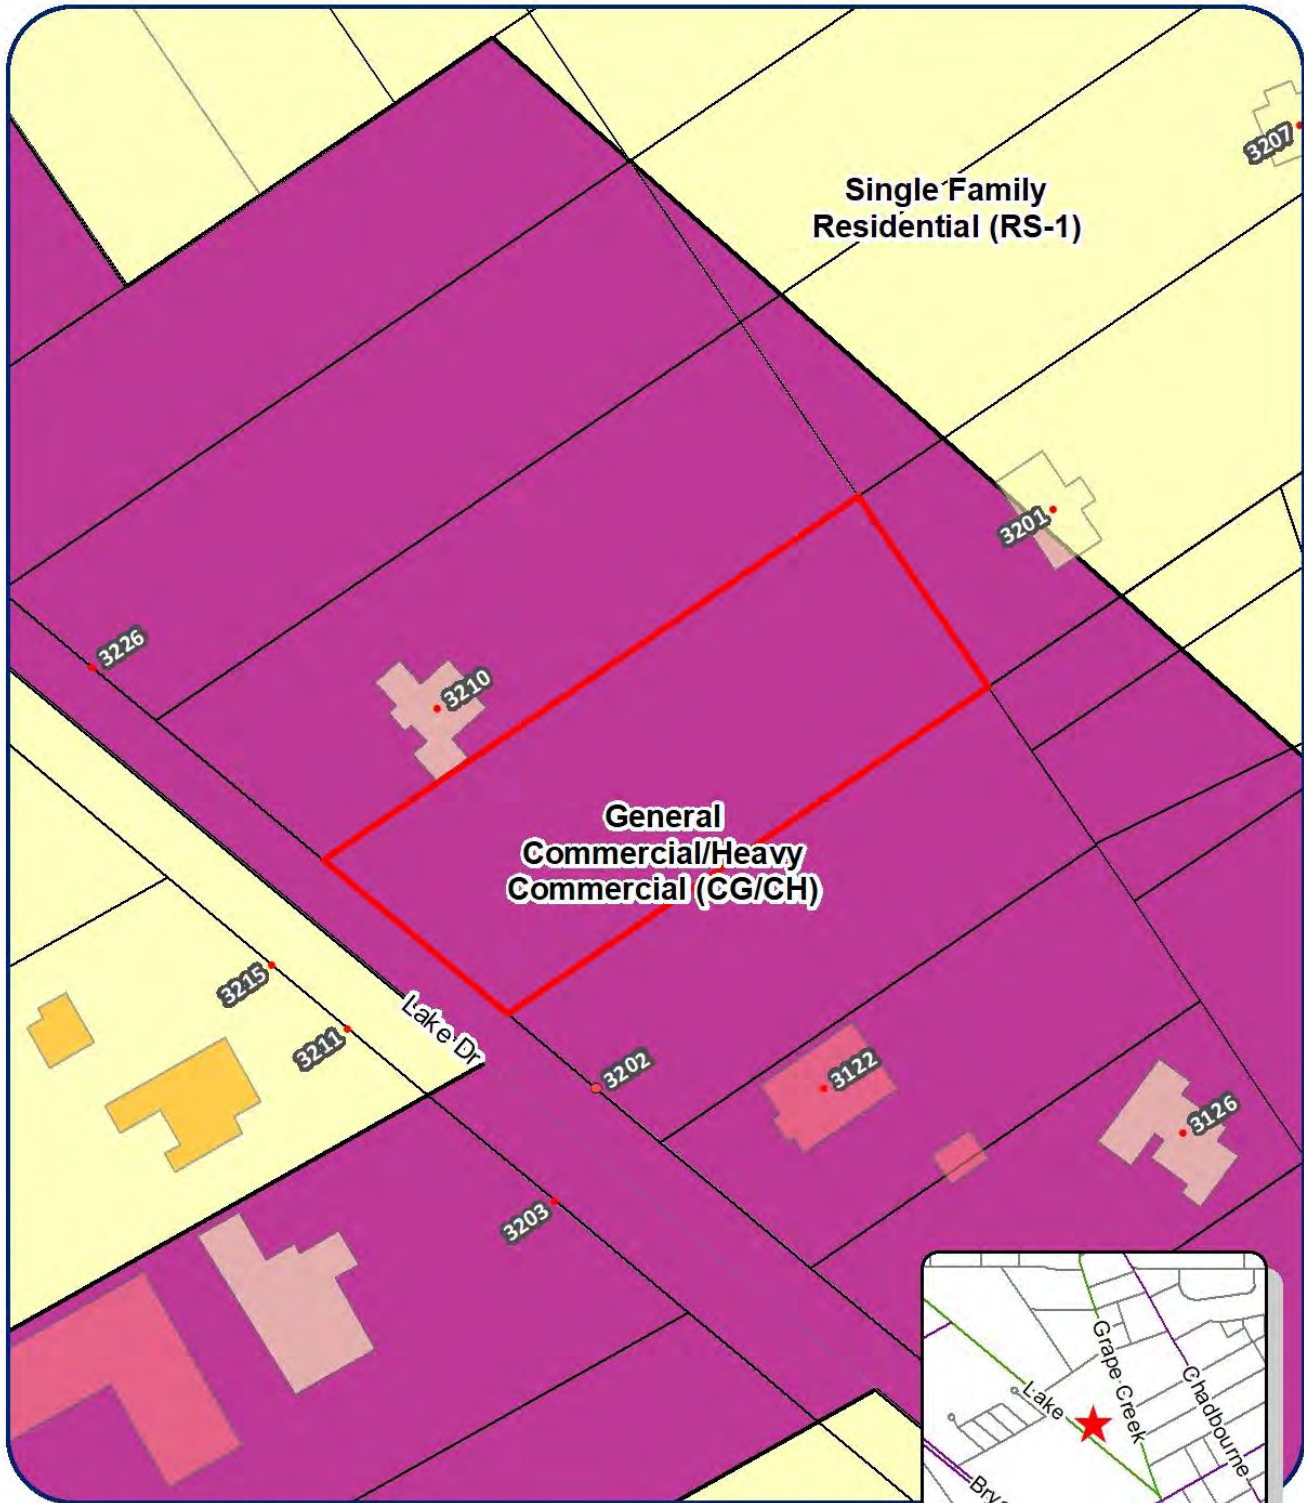 3207
Single Family
Residential (RS-1)
3201
3226
3210
General
Commercial/Heavy
Commercial (CG/CH)
3215
3211
Lake Dr
3202
3122
3126
3203
Grape Creek
Lake
Chadbourne